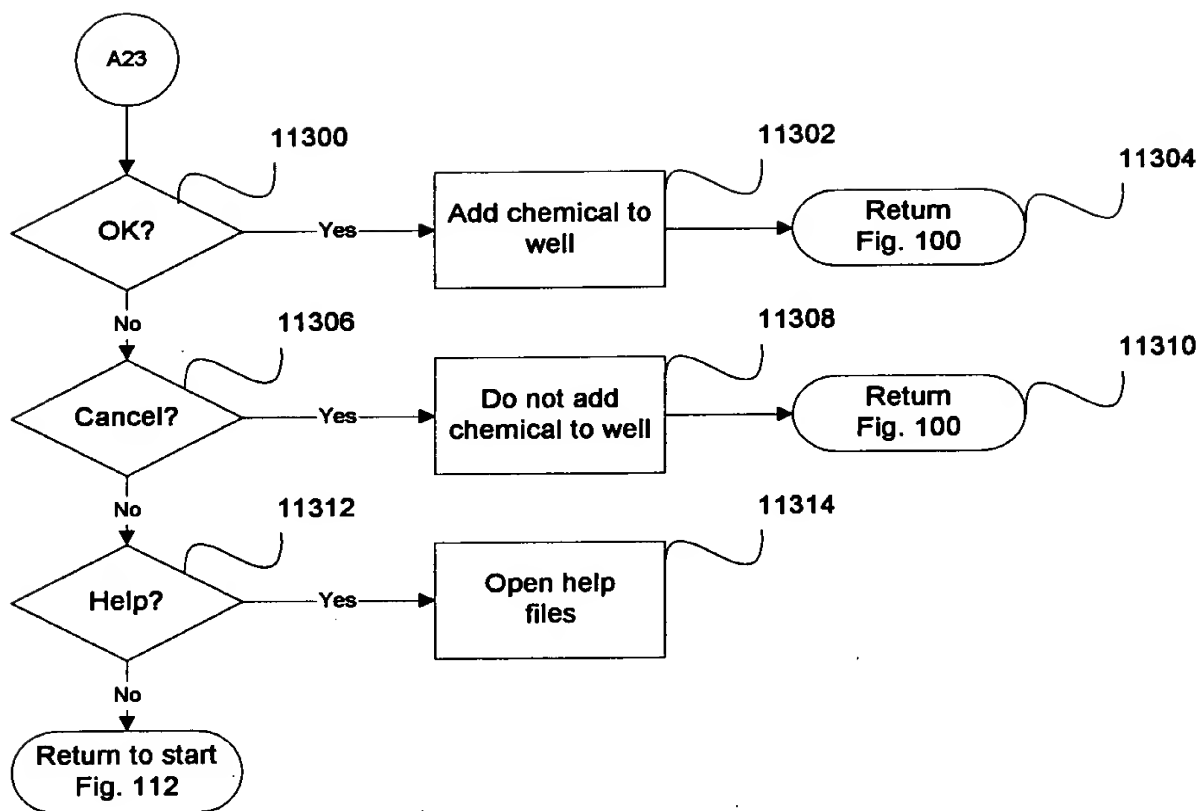 A23
11300
11302
11304
OK?
Yes
Add chemical to
well
Return
Fig. 100
No
11306
11308
11310
Cancel?
Yes
Do not add
chemical to well
Return
Fig. 100
No
11312
11314
Help?
Yes
Open help
files
No
Return to start
Fig. 112